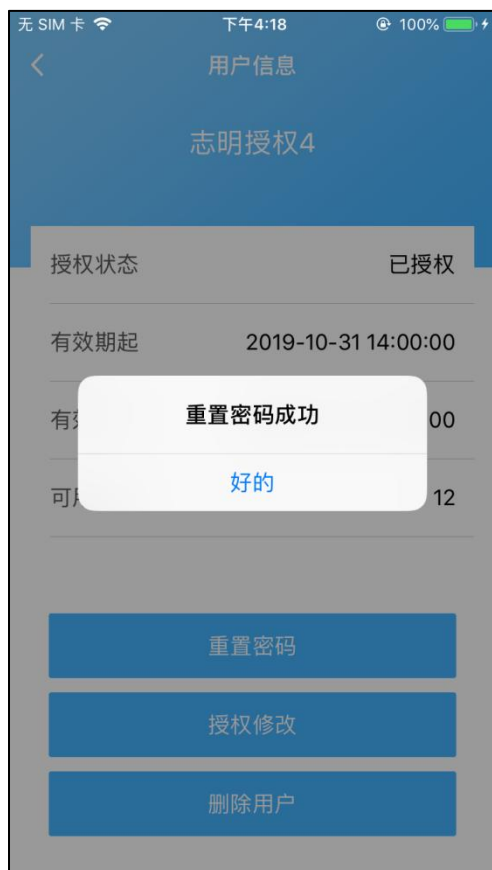 无 SIM 卡 下午4:18 100%
用户信息
志明授权4
授权状态 已授权
有效期起 2019-10-31 14:00:00
有 00
重置密码成功
好的
可 12
重置密码
授权修改
删除用户